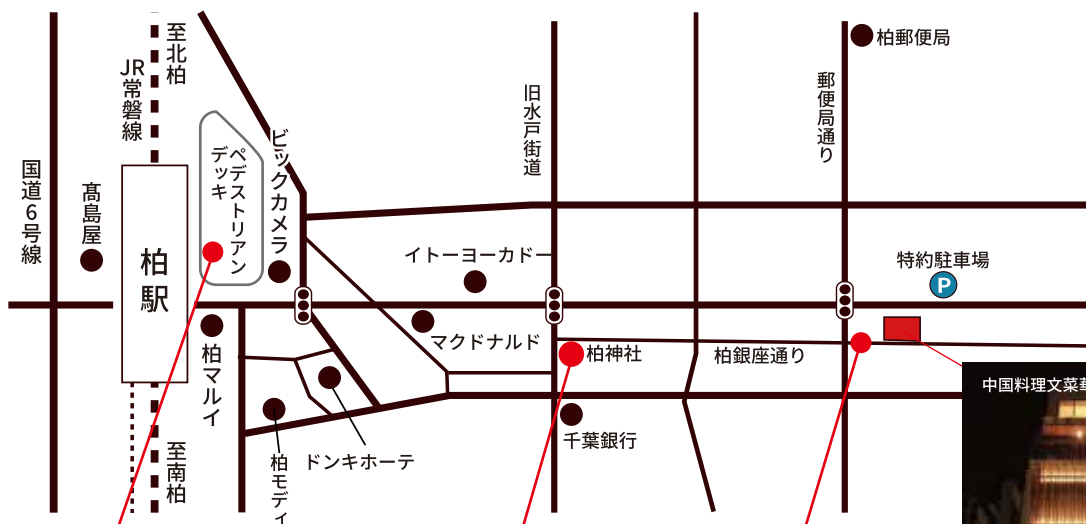 至北柏
JR常磐線
国道6号線
髙島屋
柏駅
ペデストリアン
デッキ
ビックカメラ
柏マルイ
至南柏
柏モディ
ドンキホーテ
イトーヨーカドー
マクドナルド
旧水戸街道
柏神社
千葉銀行
柏銀座通り
郵便局通り
柏郵便局
特約駐車場
P
中国料理文菜華